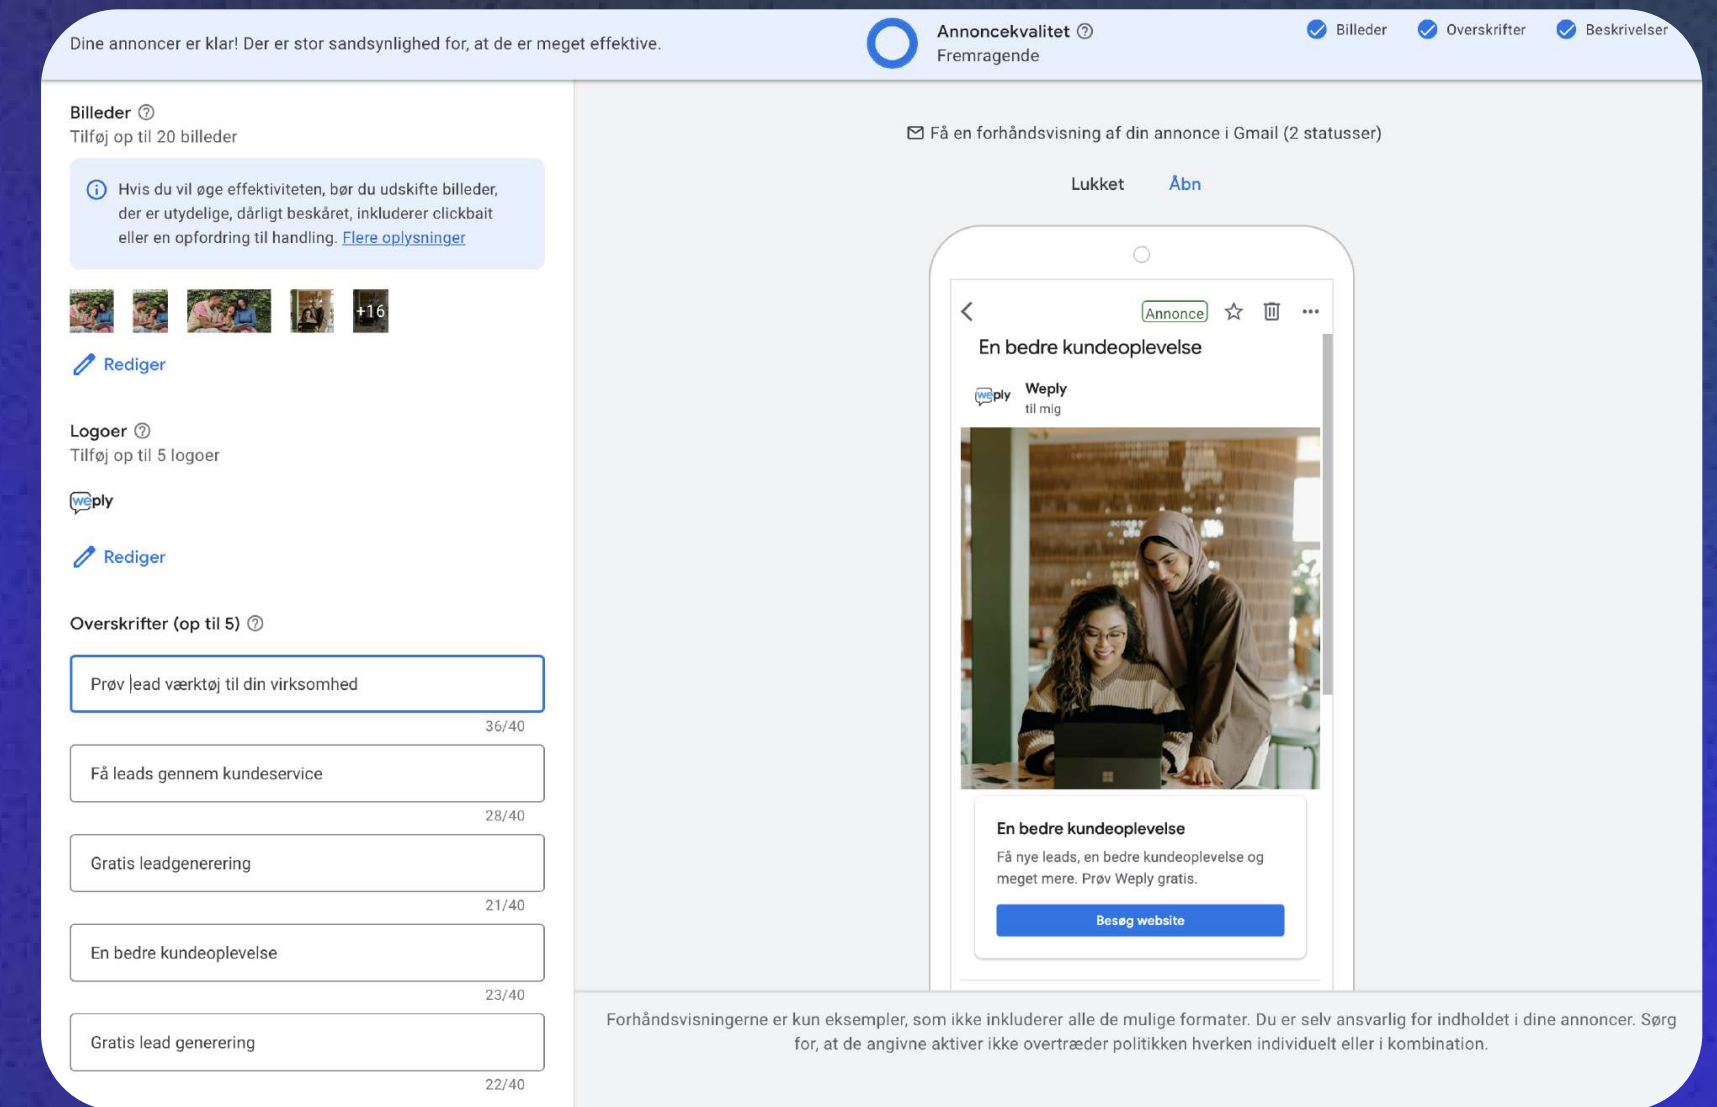 Dine annoncer er klar! Der er stor sandsynlighed for, at de er meget effektive.
Annoncekvalitet
Fremragende
Billeder
Overskrifter
Beskrivelser
Billeder
Tilføj op til 20 billeder
Hvis du vil øge effektiviteten, bør du udskifte billeder,
der er utydelige, dårligt beskåret, inkluderer clickbait
eller en opfordring til handling. Flere oplysninger
+16
Rediger
Logoer
Tilføj op til 5 logoer
weply
Rediger
Overskrifter (op til 5)
Prøv lead værktøj til din virksomhed
36/40
Få leads gennem kundeservice
28/40
Gratis leadgenerering
21/40
En bedre kundeoplevelse
23/40
Gratis lead generering
22/40
Få en forhåndsvisning af din annonce i Gmail (2 statusser)
Lukket
Åbn
Annonce
En bedre kundeoplevelse
weply
Weply
til mig
En bedre kundeoplevelse
Få nye leads, en bedre kundeoplevelse og
meget mere. Prøv Weply gratis.
Besøg website
Forhåndsvisningerne er kun eksempler, som ikke inkluderer alle de mulige formater. Du er selv ansvarlig for indholdet i dine annoncer. Sørg
for, at de angivne aktiver ikke overtræder politikken hverken individuelt eller i kombination.